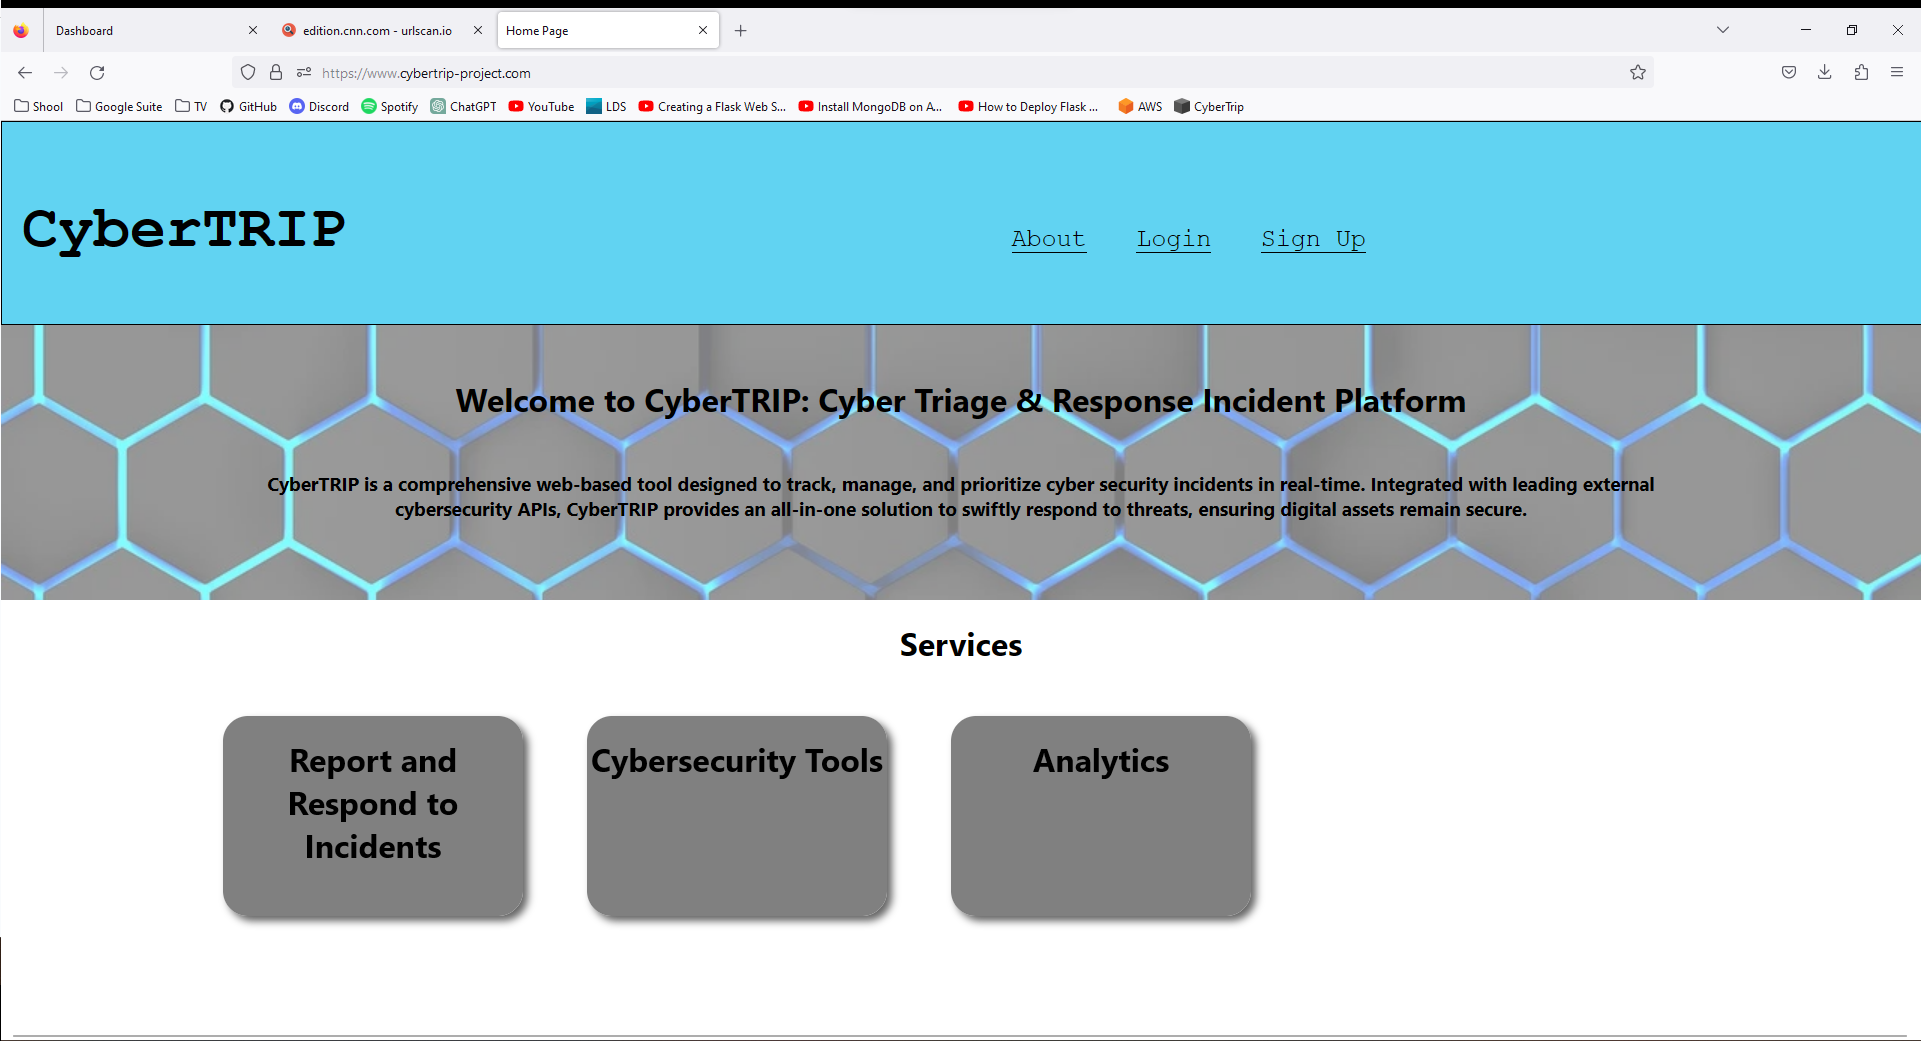 Dashboard
edition.cnn.com - urlscan.io
Home Page
https://www.cybertrip-project.com
Shool
Google Suite
TV
GitHub
Discord
Spotify
ChatGPT
YouTube
LDS
Creating a Flask Web S...
Install MongoDB on A...
How to Deploy Flask ...
AWS
CyberTrip
CyberTRIP
About
Login
Sign Up
Welcome to CyberTRIP: Cyber Triage & Response Incident Platform
CyberTRIP is a comprehensive web-based tool designed to track, manage, and prioritize cyber security incidents in real-time. Integrated with leading external
cybersecurity APIs, CyberTRIP provides an all-in-one solution to swiftly respond to threats, ensuring digital assets remain secure.
Services
Report and
Respond to
Incidents
Cybersecurity Tools
Analytics